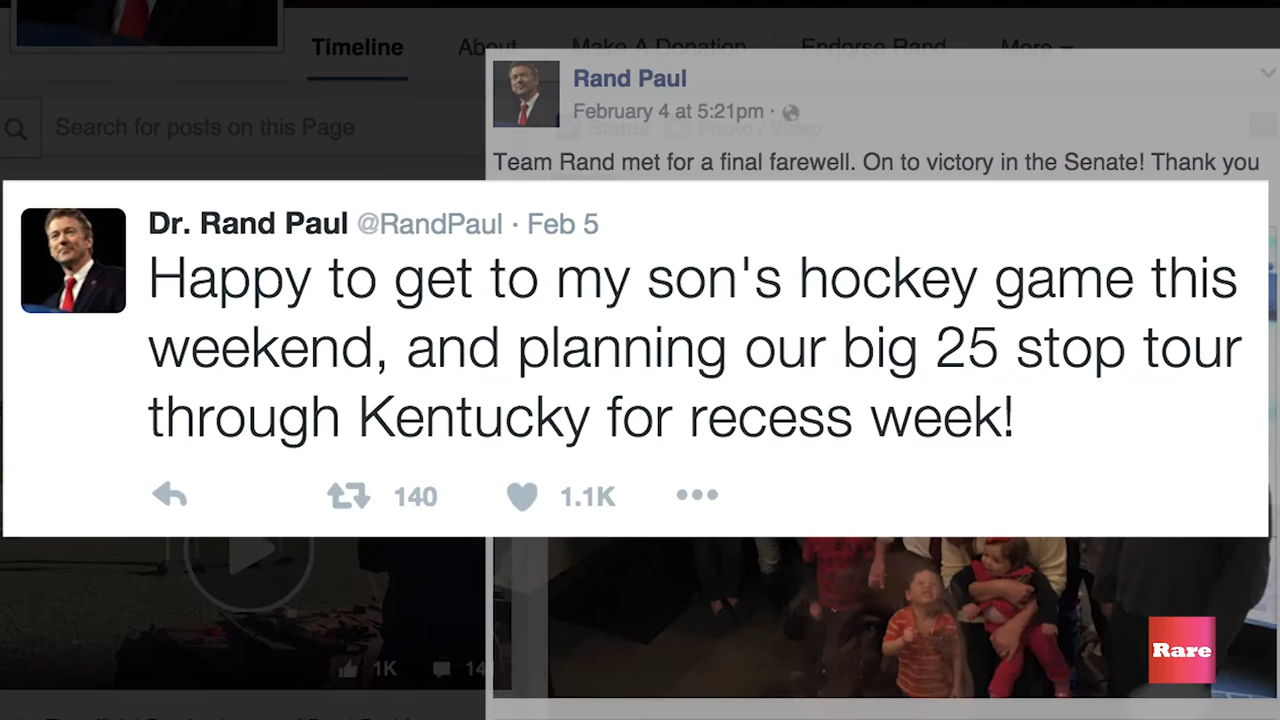 Timeline
About
Make A Donation
Endorse Rand
More
Search for posts on this Page
Rand Paul
February 4 at 5:21pm ·
Status
Photo / Video
Team Rand met for a final farewell. On to victory in the Senate! Thank you
Dr. Rand Paul @RandPaul · Feb 5
Happy to get to my son's hockey game this
weekend, and planning our big 25 stop tour
through Kentucky for recess week!
140
1.1K
•••
1K
Rare